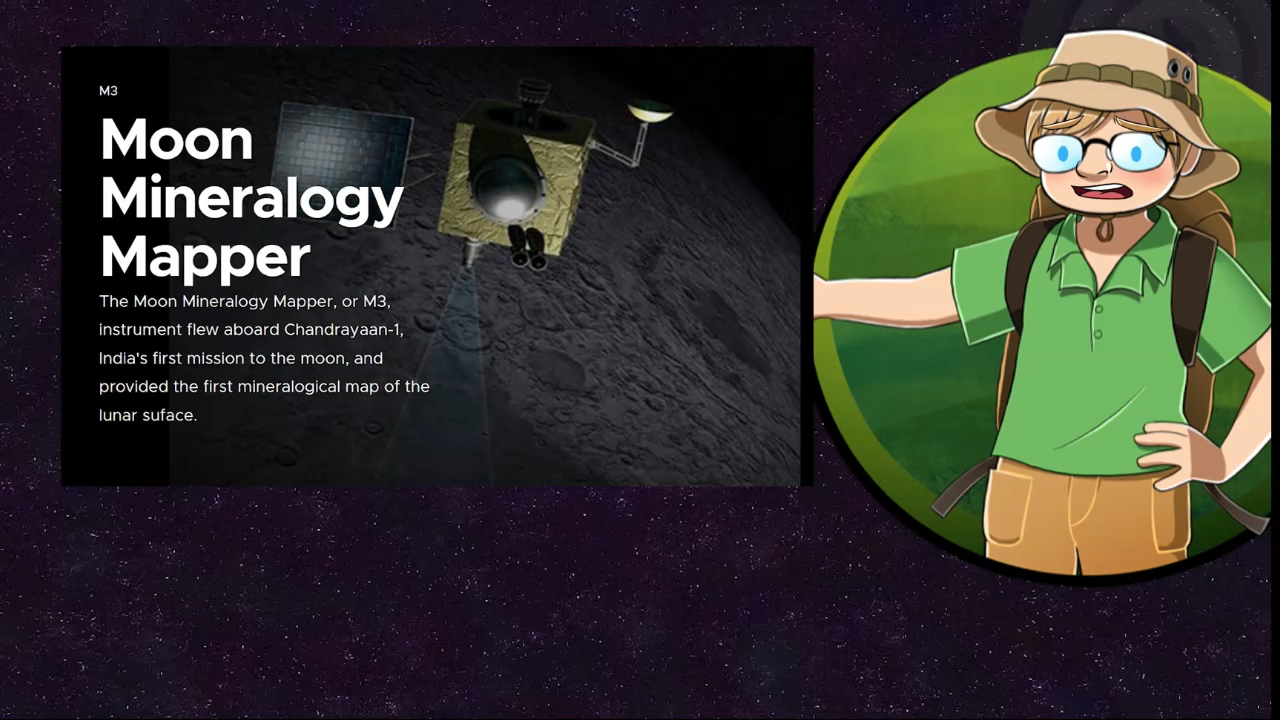 M3
Moon
Mineralogy
Mapper
The Moon Mineralogy Mapper, or M3,
instrument flew aboard Chandrayaan-1,
India's first mission to the moon, and
provided the first mineralogical map of the
lunar suface.